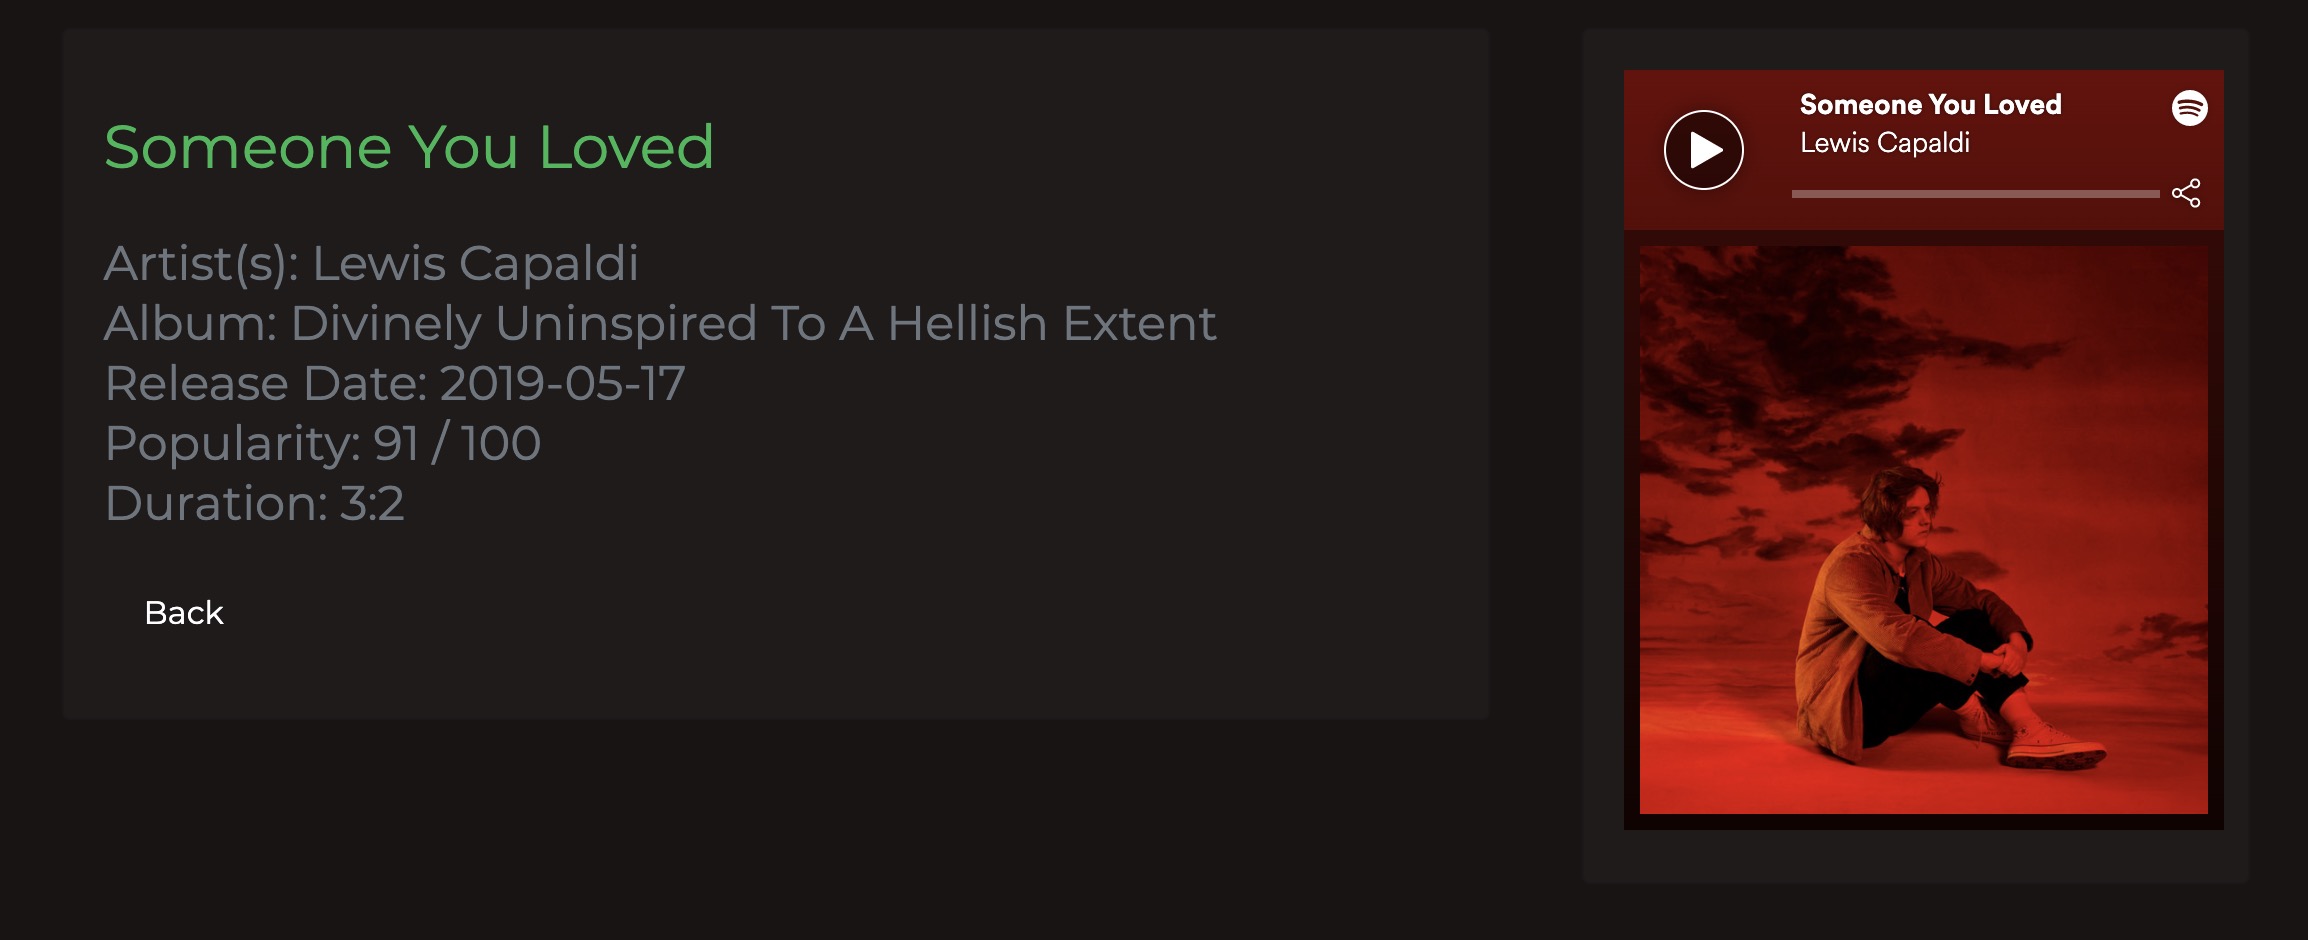 Someone You Loved
Artist(s): Lewis Capaldi
Album: Divinely Uninspired To A Hellish Extent
Release Date: 2019-05-17
Popularity: 91 / 100
Duration: 3:2
Back
Someone You Loved
Lewis Capaldi